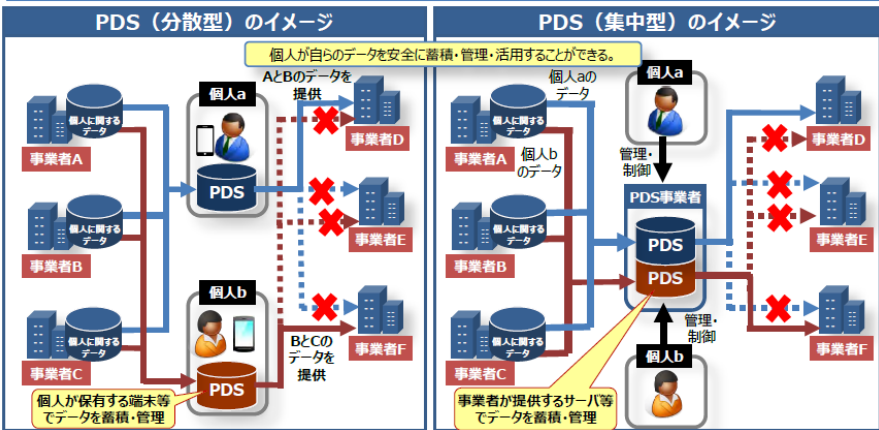 PDS（分散型）のイメージ
PDS（集中型）のイメージ
個人が自らのデータを安全に蓄積・管理・活用することができる。
個人に関する
データ
事業者A
個人に関する
データ
事業者B
個人に関する
データ
事業者C
個人a
PDS
個人b
PDS
AとBのデータを
提供
BとCの
データを
提供
事業者D
事業者E
事業者F
個人が保有する端末等
でデータを蓄積・管理
個人に関する
データ
事業者A
個人に関する
データ
事業者B
個人に関する
データ
事業者C
個人aの
データ
個人b
のデータ
個人a
管理・
制御
PDS事業者
PDS
PDS
管理・
制御
個人b
事業者D
事業者E
事業者F
事業者が提供するサーバ等
でデータを蓄積・管理